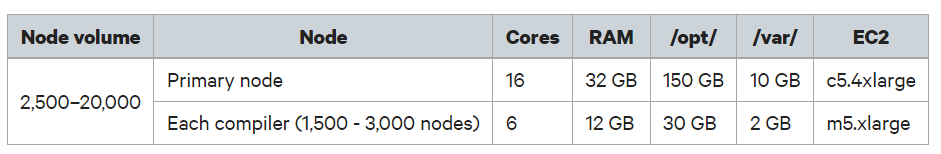 Node volume Node Cores RAM /opt/ /var/ EC2
2,500–20,000 Primary node 16 32 GB 150 GB 10 GB c5.4xlarge
Each compiler (1,500 - 3,000 nodes) 6 12 GB 30 GB 2 GB m5.xlarge